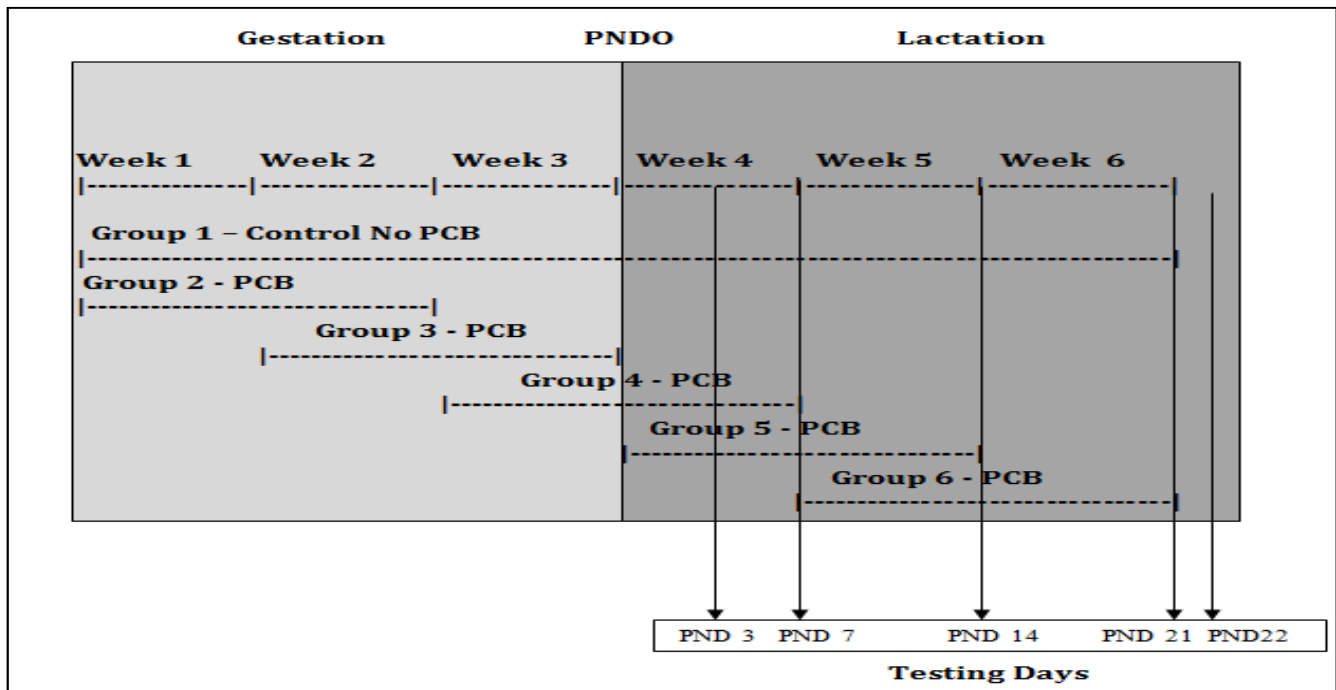 Gestation PNDO Lactation
Week 1 Week 2 Week 3 Week 4 Week 5 Week 6
Group 1 – Control No PCB
Group 2 - PCB
Group 3 - PCB
Group 4 - PCB
Group 5 - PCB
Group 6 - PCB
PND 3 PND 7 PND 14 PND 21 PND22
Testing Days